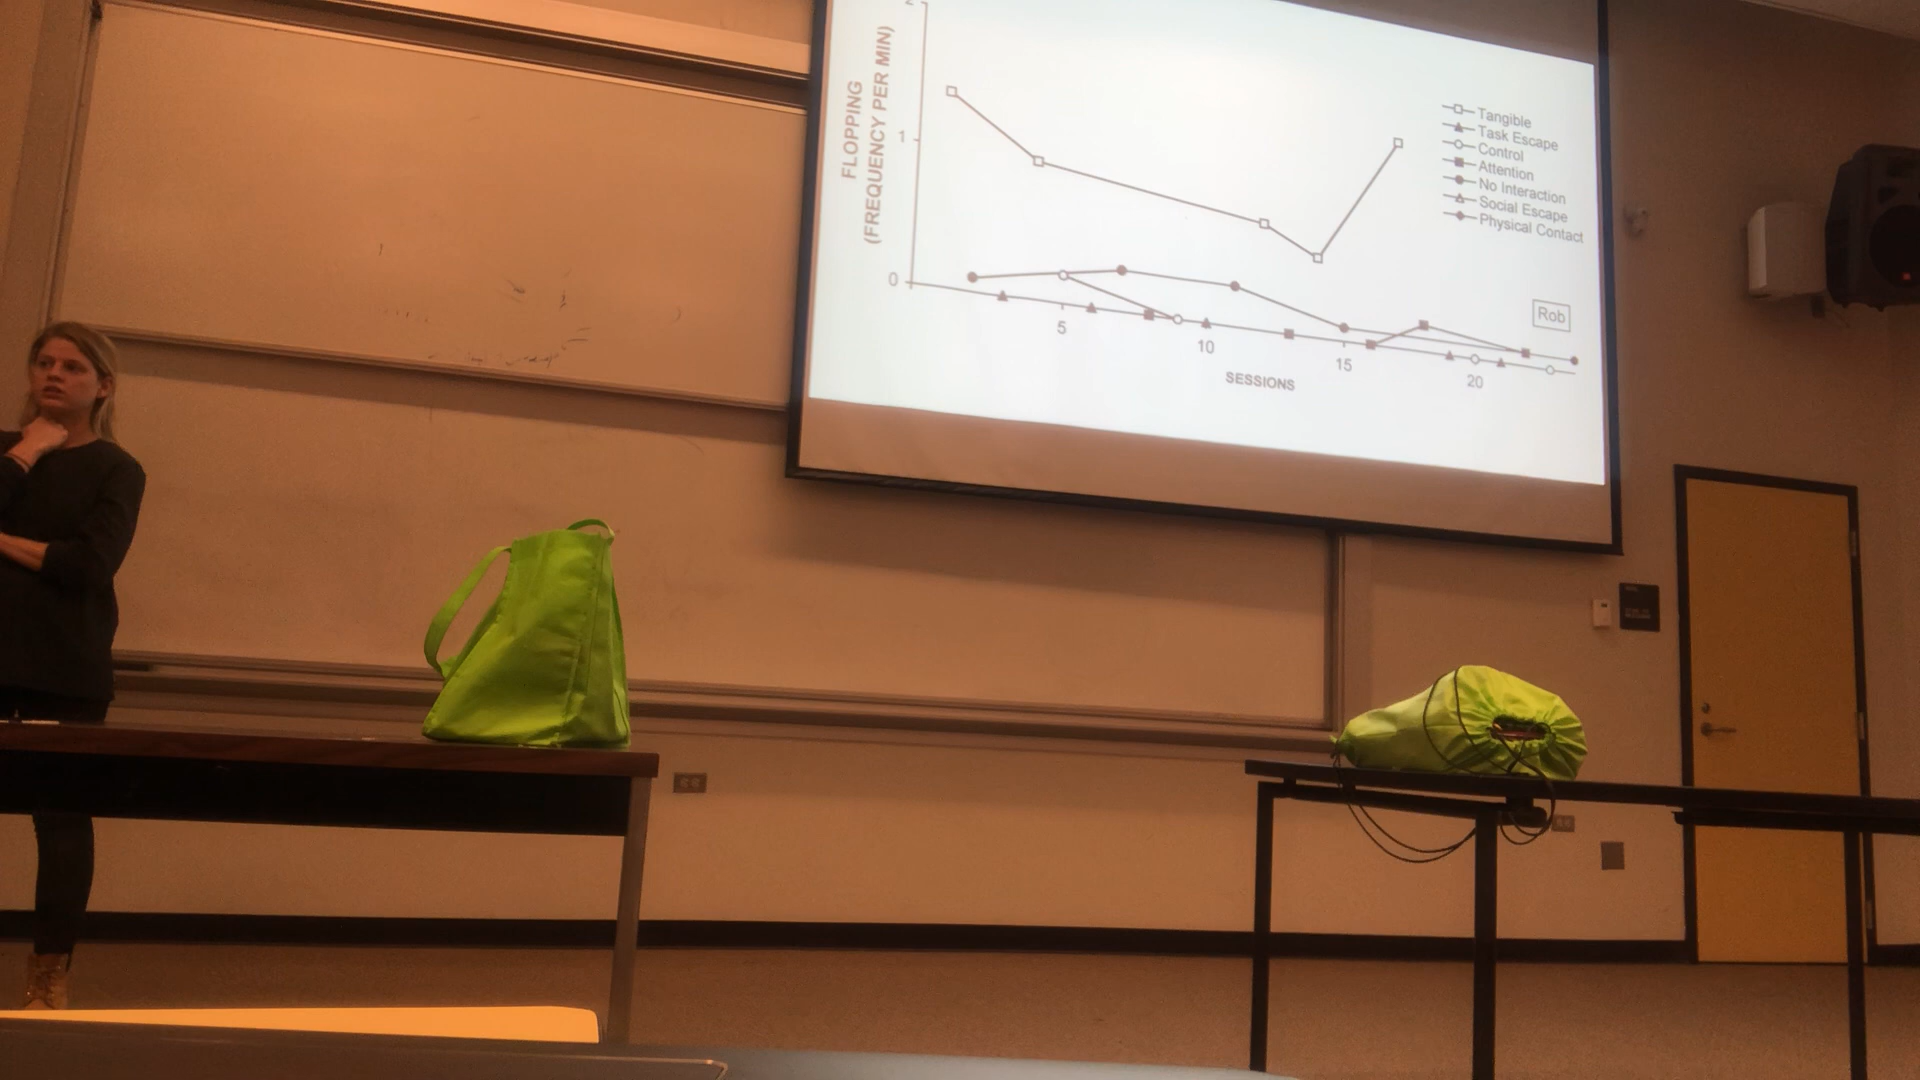 2
FLOPPING
(FREQUENCY PER MIN)
1
0
Tangible
Task Escape
Control
Attention
No Interaction
Social Escape
Physical Contact
Rob
5
10
15
20
SESSIONS